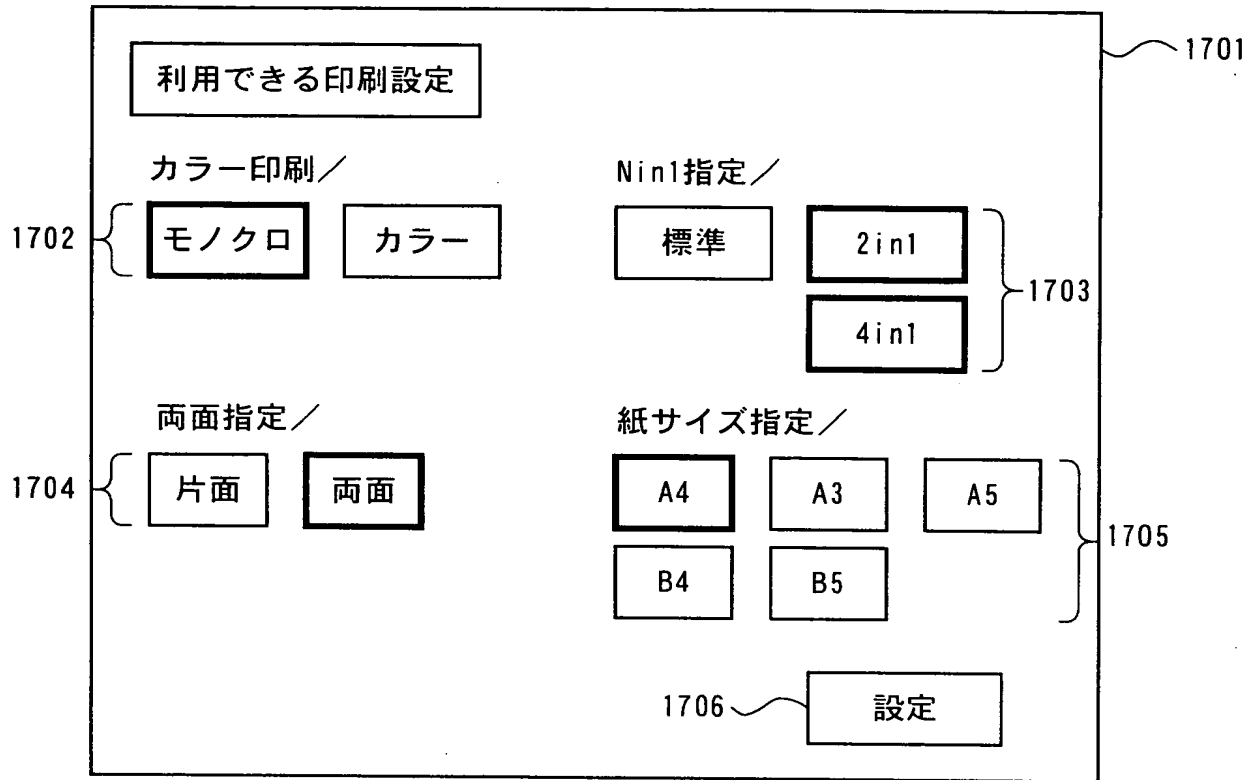 1701
利用できる印刷設定
カラー印刷／
Nin1指定／
1702
モノクロ
カラー
標準
2in1
1703
4in1
両面指定／
紙サイズ指定／
1704
片面
両面
A4
A3
A5
1705
B4
B5
1706
設定